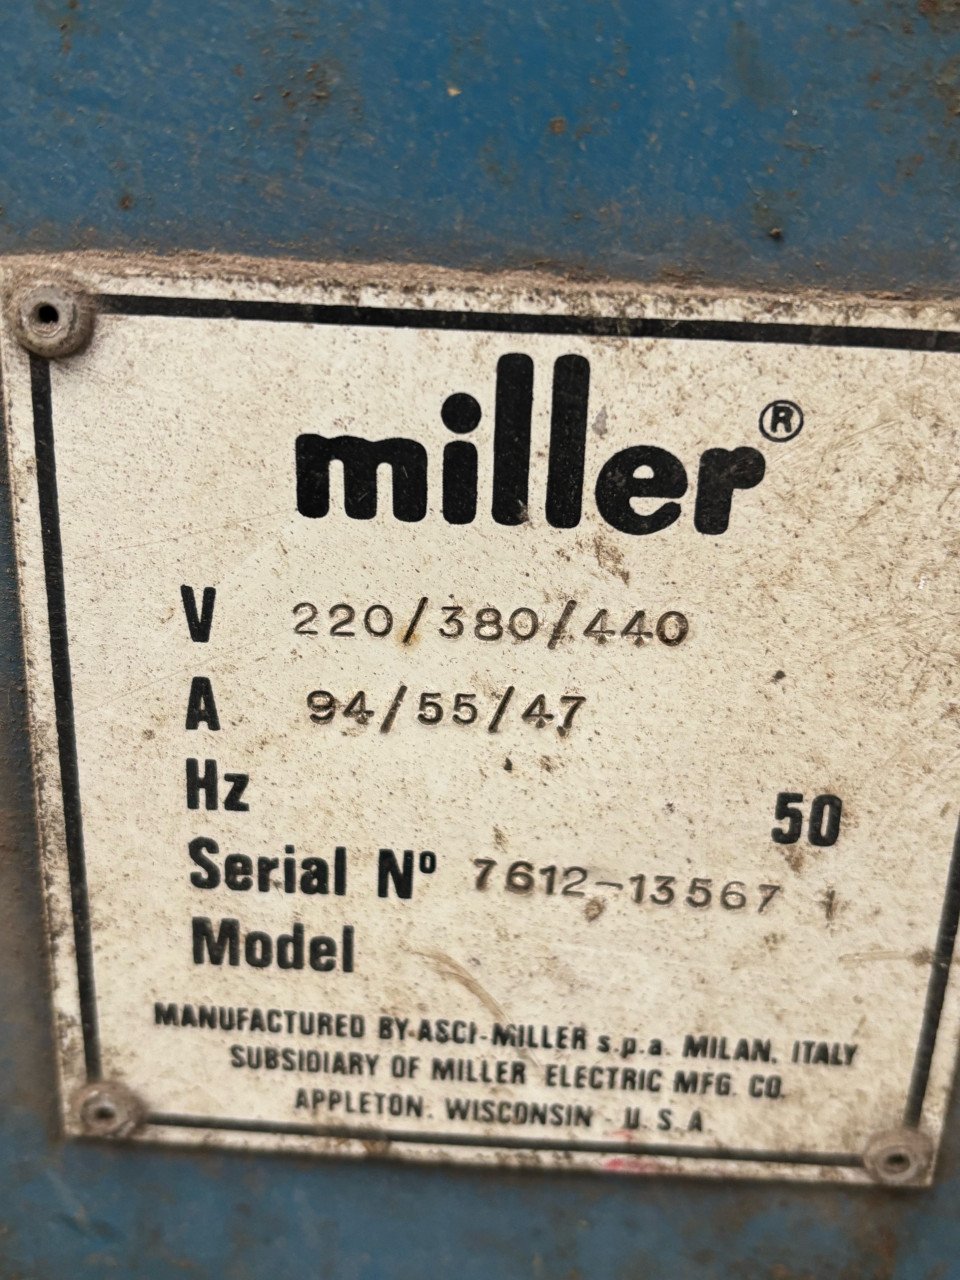 miller®
V 220/380/440
A 94/55/47
Hz 50
Serial Nº 7612-13567
Model
MANUFACTURED BY ASCI-MILLER s.p.a. MILAN, ITALY
SUBSIDIARY OF MILLER ELECTRIC MFG. CO.
APPLETON, WISCONSIN - U.S.A